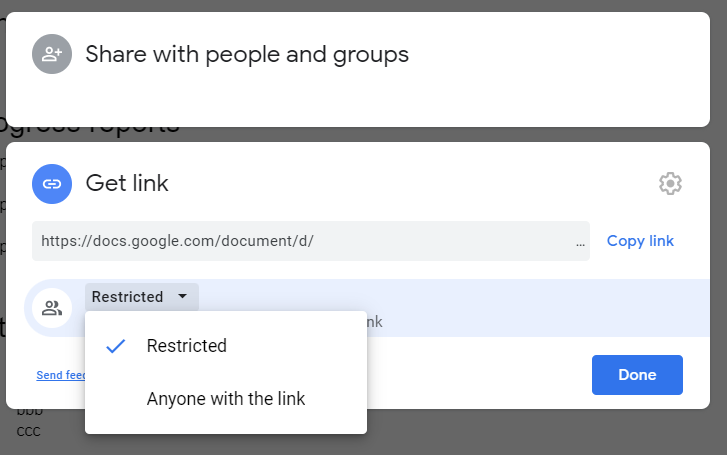 Share with people and groups
ogress reports
Get link
https://docs.google.com/document/d/ ...
Copy link
Restricted
nk
Restricted
Anyone with the link
Send feed
Done
bbb
ccc